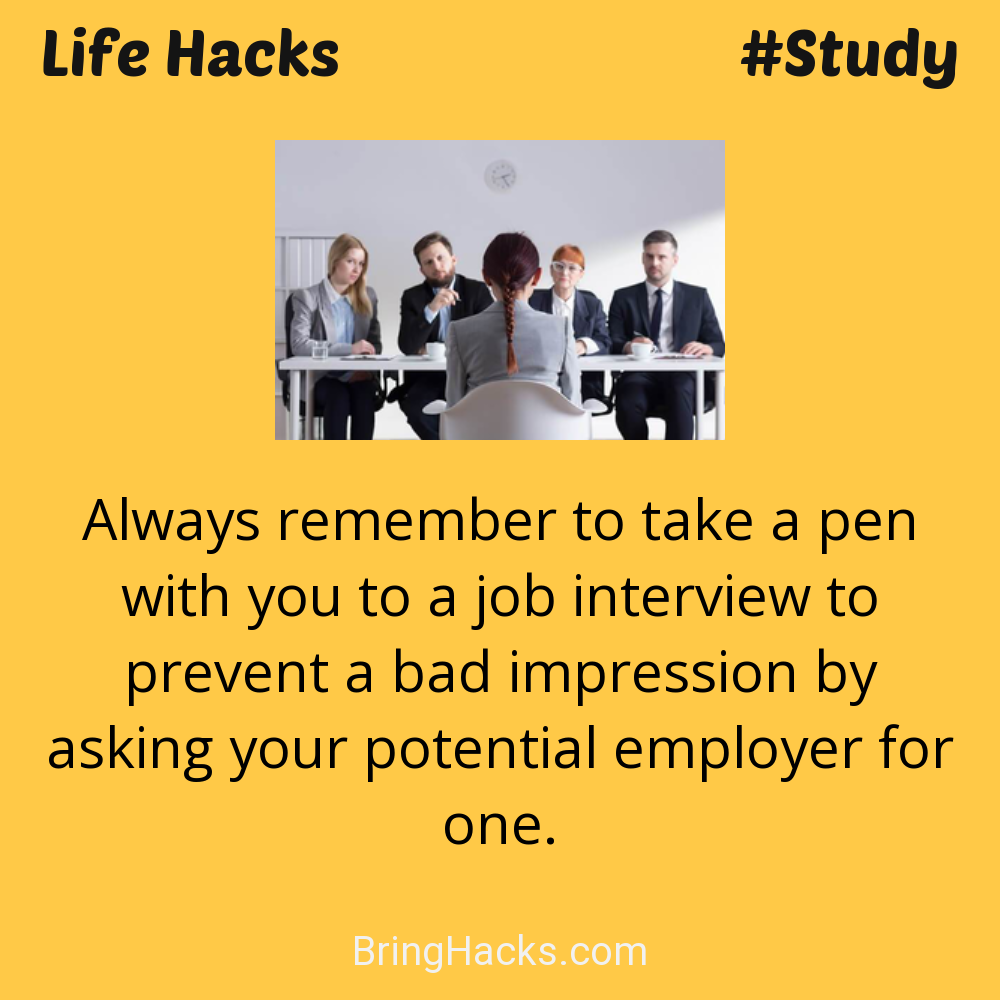 Life Hacks
#Study
Always remember to take a pen
with you to a job interview to
prevent a bad impression by
asking your potential employer for
one.
BringHacks.com